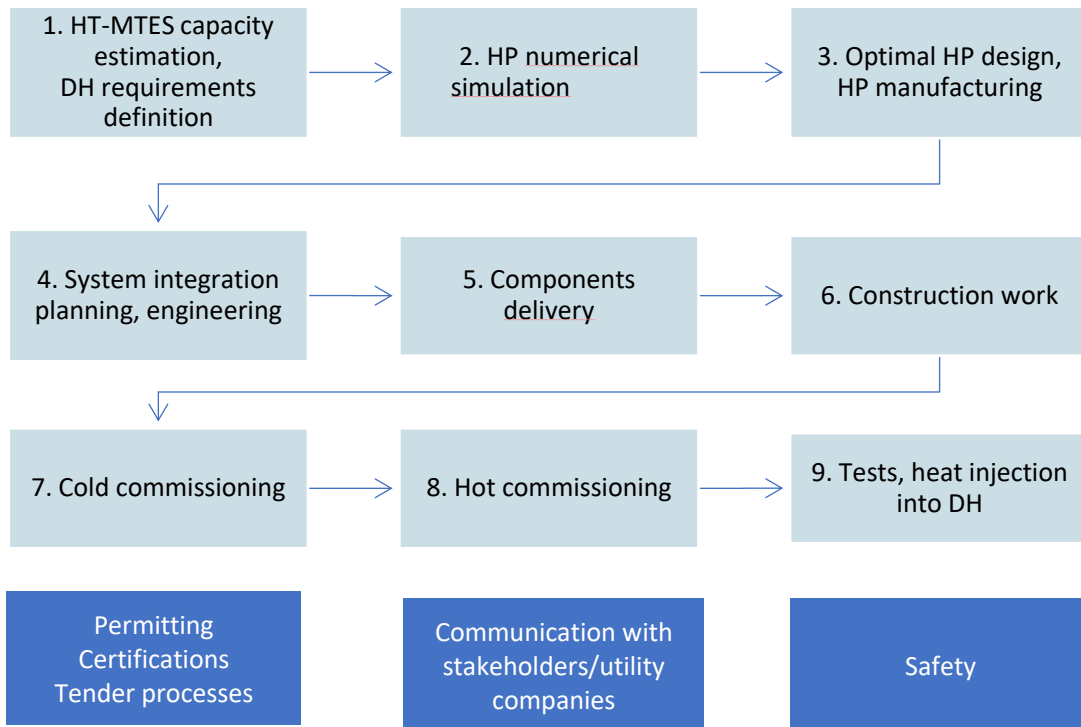 1. HT-MTES capacity
estimation,
DH requirements
definition
2. HP numerical
simulation
3. Optimal HP design,
HP manufacturing
4. System integration
planning, engineering
5. Components
delivery
6. Construction work
7. Cold commissioning
8. Hot commissioning
9. Tests, heat injection
into DH
Permitting
Certifications
Tender processes
Communication with
stakeholders/utility
companies
Safety